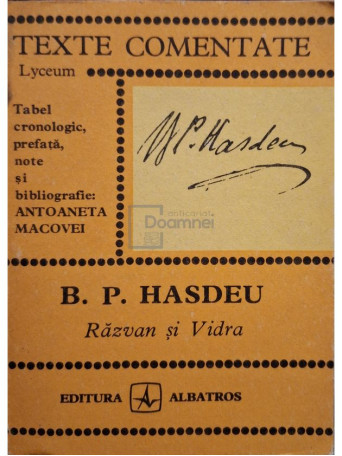 TEXTE COMENTATE
Lyceum
Tabel
cronologic,
prefață,
note
și
bibliografie:
ANTOANETA
MACOVEI
B P. Hasdeu
anticariat
Doamnei
B. P. HASDEU
Răzvan și Vidra
EDITURA ALBATROS